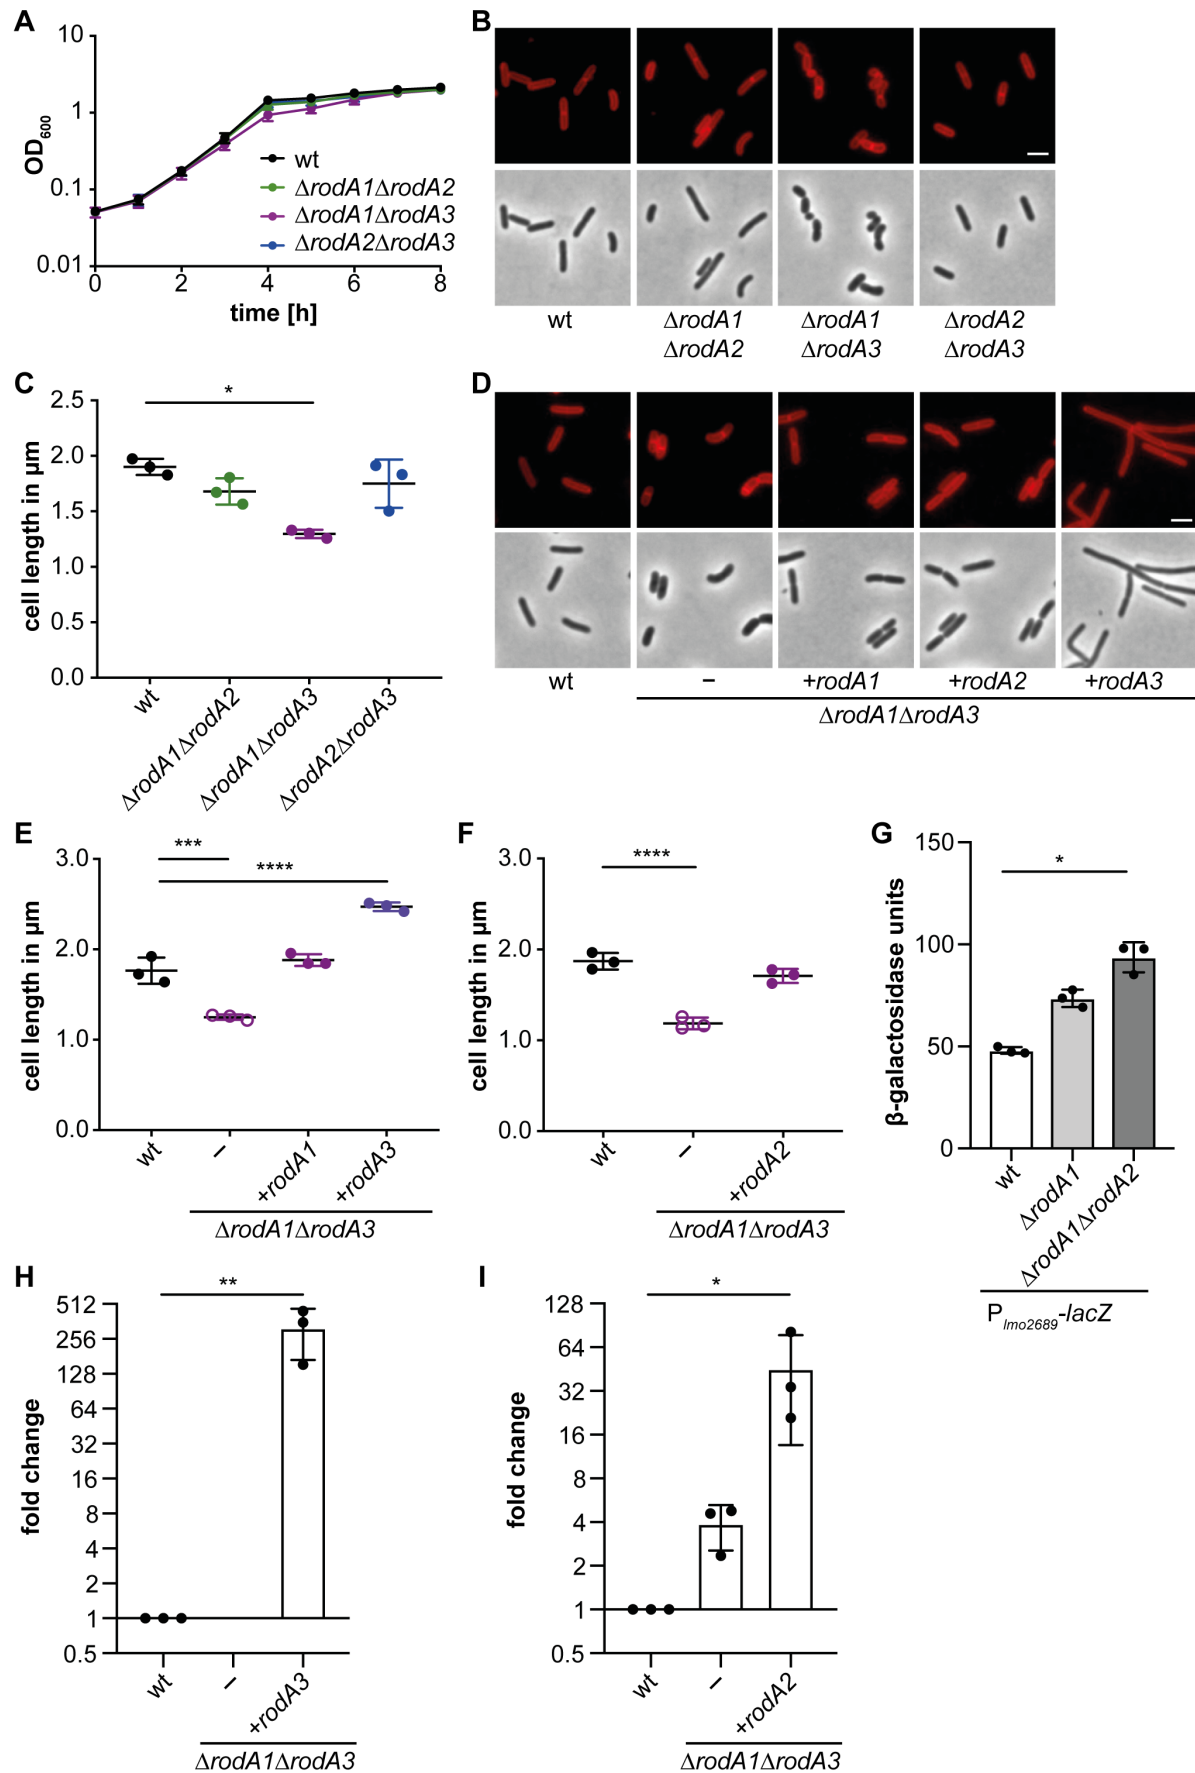 A
10
1
0.1
0.01
OD600
0
2
4
6
8
time [h]
wt
ΔrodA1ΔrodA2
ΔrodA1ΔrodA3
ΔrodA2ΔrodA3
B
wt
ΔrodA1
ΔrodA2
ΔrodA1
ΔrodA3
ΔrodA2
ΔrodA3
C
*
2.5
2.0
1.5
1.0
0.5
0.0
cell length in µm
wt
ΔrodA1ΔrodA2
ΔrodA1ΔrodA3
ΔrodA2ΔrodA3
D
wt
–
+rodA1
+rodA2
+rodA3
ΔrodA1ΔrodA3
E
***
****
3.0
2.0
1.0
0.0
cell length in µm
wt
–
+rodA1
+rodA3
ΔrodA1ΔrodA3
F
****
3.0
2.0
1.0
0.0
cell length in µm
wt
–
+rodA2
ΔrodA1ΔrodA3
G
*
150
100
50
0
β-galactosidase units
wt
ΔrodA1
ΔrodA1ΔrodA2
Plmo2689-lacZ
H
**
512
256
128
64
32
16
8
4
2
1
0.5
fold change
wt
–
+rodA3
ΔrodA1ΔrodA3
I
*
128
64
32
16
8
4
2
1
0.5
fold change
wt
–
+rodA2
ΔrodA1ΔrodA3